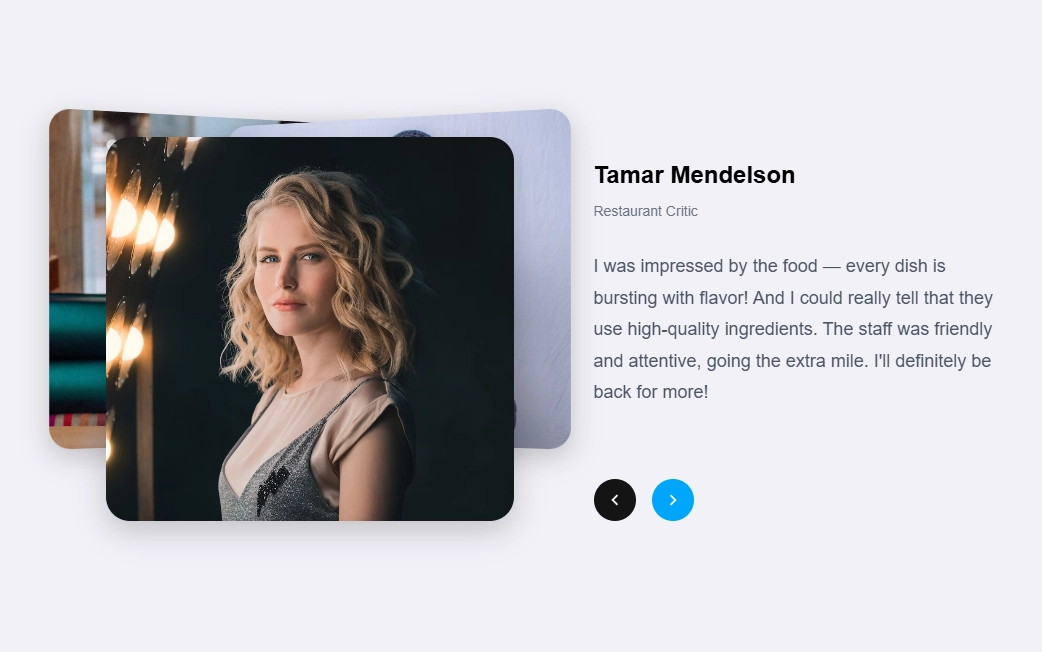 Tamar Mendelson
Restaurant Critic
I was impressed by the food — every dish is
bursting with flavor! And I could really tell that they
use high-quality ingredients. The staff was friendly
and attentive, going the extra mile. I'll definitely be
back for more!